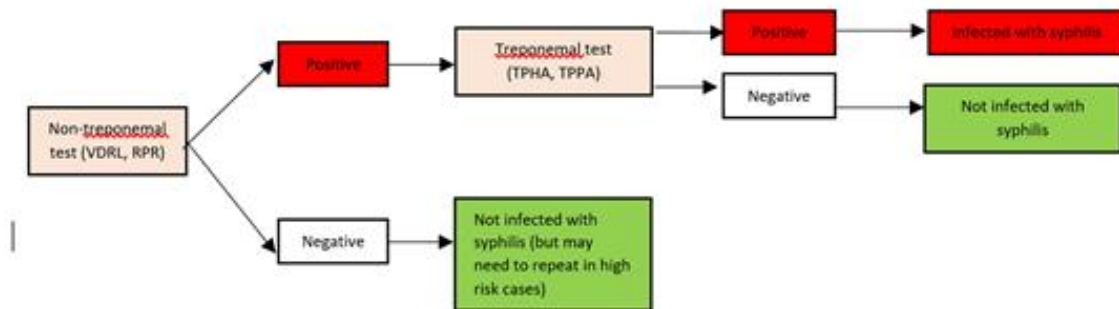 Non-treponemal
test (VDRL, RPR)
Positive
Treponemal test
(TPHA, TPPA)
Positive
Infected with syphilis
Negative
Not infected with
syphilis
Negative
Not infected with
syphilis (but may
need to repeat in high
risk cases)